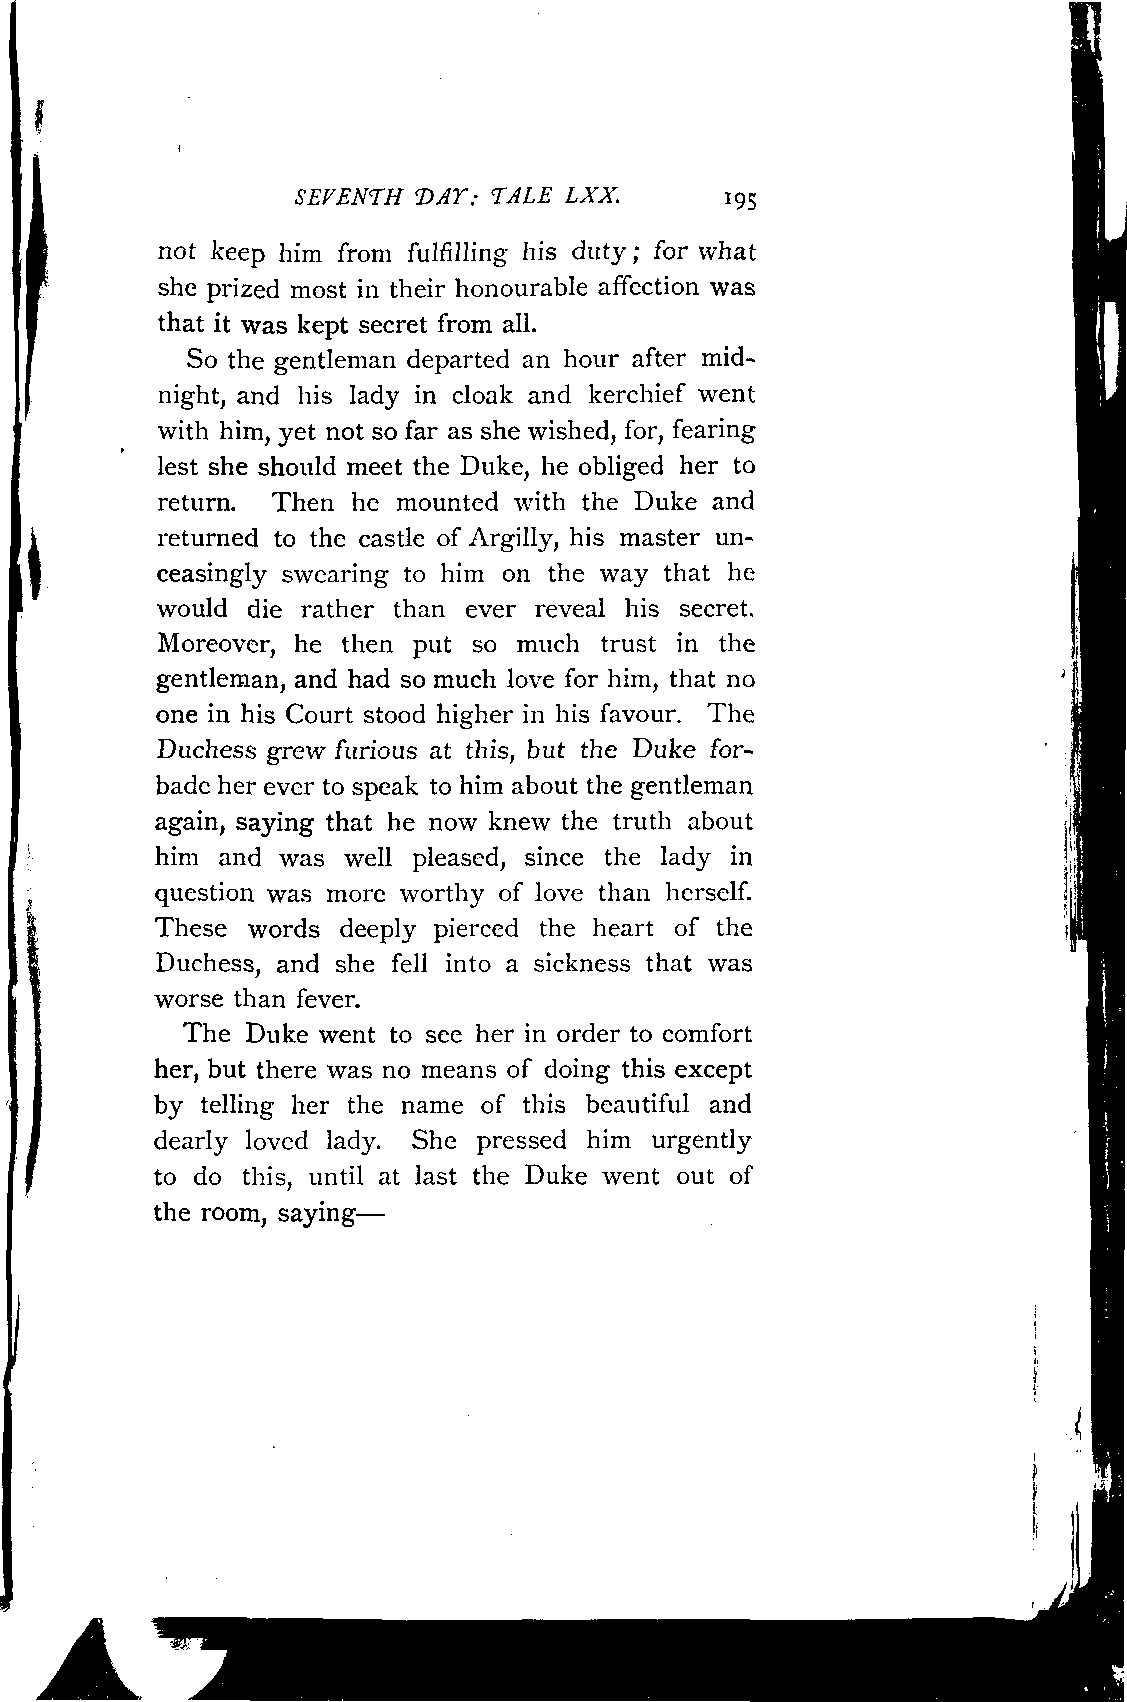 SEVENTH DAY: TALE LXX. 195
not keep him from fulfilling his duty; for what
she prized most in their honourable affection was
that it was kept secret from all.
So the gentleman departed an hour after mid-
night, and his lady in cloak and kerchief went
with him, yet not so far as she wished, for, fearing
lest she should meet the Duke, he obliged her to
return. Then he mounted with the Duke and
returned to the castle of Argilly, his master un-
ceasingly swearing to him on the way that he
would die rather than ever reveal his secret.
Moreover, he then put so much trust in the
gentleman, and had so much love for him, that no
one in his Court stood higher in his favour. The
Duchess grew furious at this, but the Duke for-
bade her ever to speak to him about the gentleman
again, saying that he now knew the truth about
him and was well pleased, since the lady in
question was more worthy of love than herself.
These words deeply pierced the heart of the
Duchess, and she fell into a sickness that was
worse than fever.
The Duke went to see her in order to comfort
her, but there was no means of doing this except
by telling her the name of this beautiful and
dearly loved lady. She pressed him urgently
to do this, until at last the Duke went out of
the room, saying—